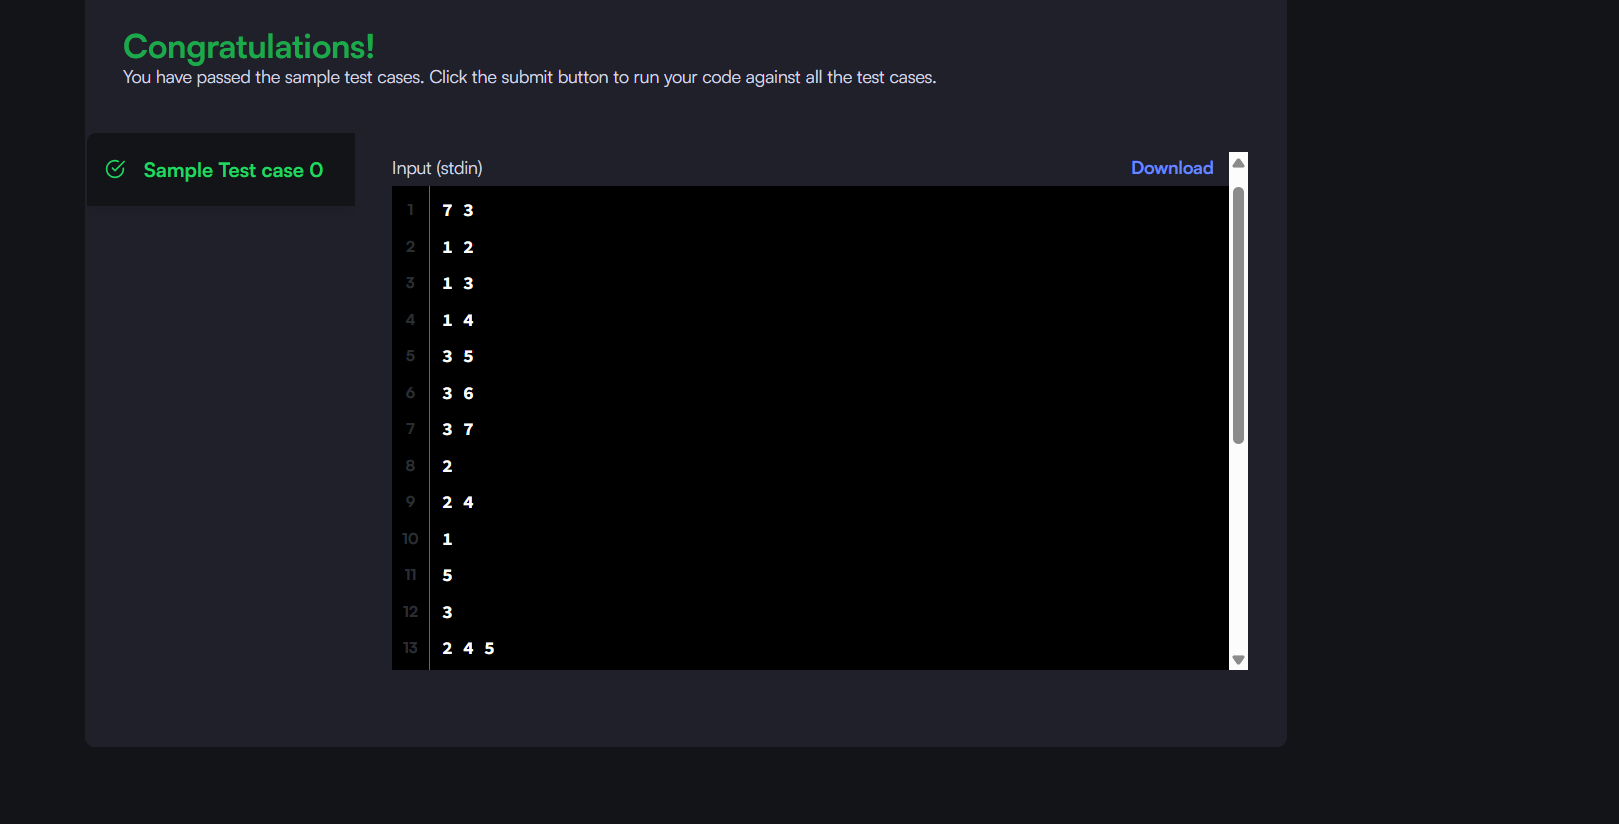 Congratulations!
You have passed the sample test cases. Click the submit button to run your code against all the test cases.
Sample Test case 0
Input (stdin)
Download
1 7 3
2 1 2
3 1 3
4 1 4
5 3 5
6 3 6
7 3 7
8 2
9 2 4
10 1
11 5
12 3
13 2 4 5